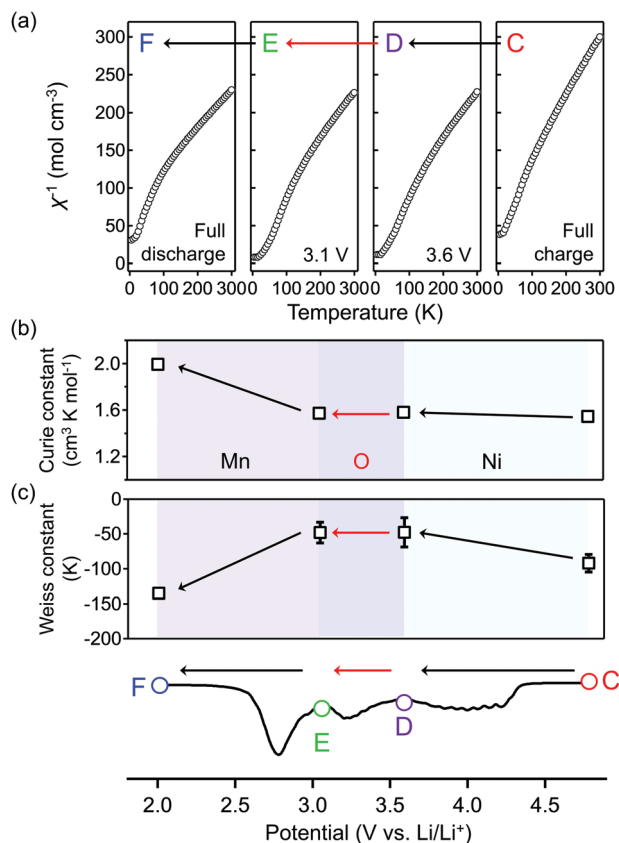 (a)
F E D C
χ⁻¹ (mol cm⁻³)
300
250
200
150
100
50
0
Full discharge
3.1 V
3.6 V
Full charge
0 100 200 300 0 100 200 300 0 100 200 300 0 100 200 300
Temperature (K)
(b)
Curie constant
(cm³ K mol⁻¹)
2.0
1.6
1.2
Mn O Ni
(c)
Weiss constant
(K)
0
-50
-100
-150
-200
F E D C
2.0 2.5 3.0 3.5 4.0 4.5
Potential (V vs. Li/Li⁺)